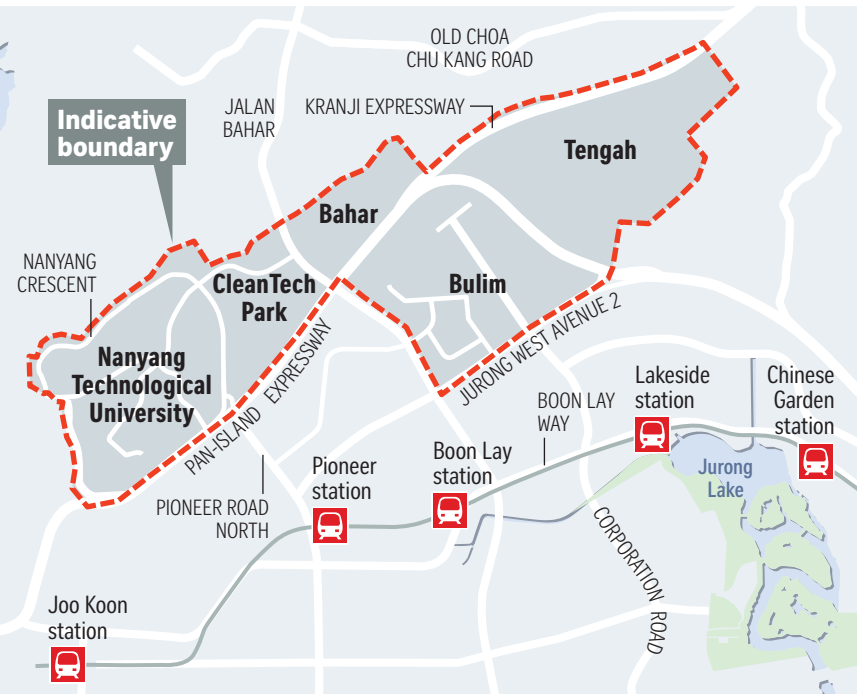 OLD CHOA
CHU KANG ROAD
JALAN
BAHAR
KRANJI EXPRESSWAY
Indicative
boundary
Tengah
Bahar
NANYANG
CRESCENT
CleanTech
Park
Bulim
Nanyang
Technological
University
PAN-ISLAND EXPRESSWAY
JURONG WEST AVENUE 2
Lakeside
station
Chinese
Garden
station
BOON LAY
WAY
Boon Lay
station
Pioneer
station
Jurong
Lake
PIONEER ROAD
NORTH
CORPORATION ROAD
Joo Koon
station